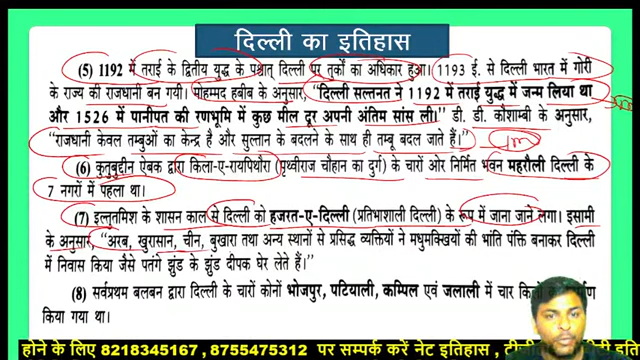 दिल्ली का इतिहास
(5) 1192 में तराई के द्वितीय युद्ध के पश्चात् दिल्ली पर तुर्कों का अधिकार हुआ। 1193 ई. से दिल्ली भारत में गोरी
के राज्य की राजधानी बन गयी। मोहम्मद हबीब के अनुसार, "दिल्ली सल्तनत ने 1192 में तराई युद्ध में जन्म लिया था
और 1526 में पानीपत की रणभूमि में कुछ मील दूर अपनी अंतिम सांस ली। डी. डी. कौशाम्बी के अनुसार,
"राजधानी केवल तम्बुओं का केन्द्र है और सुल्तान के बदलने के साथ ही तम्बू बदल जाते हैं।"
(6) कुतुबुद्दीन ऐबक द्वारा किला-ए-रायपिथौरा (पृथ्वीराज चौहान का दुर्ग) के चारों ओर निर्मित भवन महरौली दिल्ली के
7 नगरों में पहला था।
(7) इल्तुतमिश के शासन काल से दिल्ली को हजरत-ए-दिल्ली (प्रतिभाशाली दिल्ली) के रूप में जाना जाने लगा। इसामी
के अनुसार, "अरब, खुरासान, चीन, बुखारा तथा अन्य स्थानों से प्रसिद्ध व्यक्तियों ने मधुमक्खियों की भांति पंक्ति बनाकर दिल्ली
में निवास किया जैसे पतंगे झुंड के झुंड दीपक घेर लेते हैं।"
(8) सर्वप्रथम बलबन द्वारा दिल्ली के चारों कोनों भोजपुर, पटियाली, कम्पिल एवं जलाली में चार
किया गया था।
होने के लिए 8218345167 , 8755475312 पर सम्पर्क करें नेट इतिहास ,